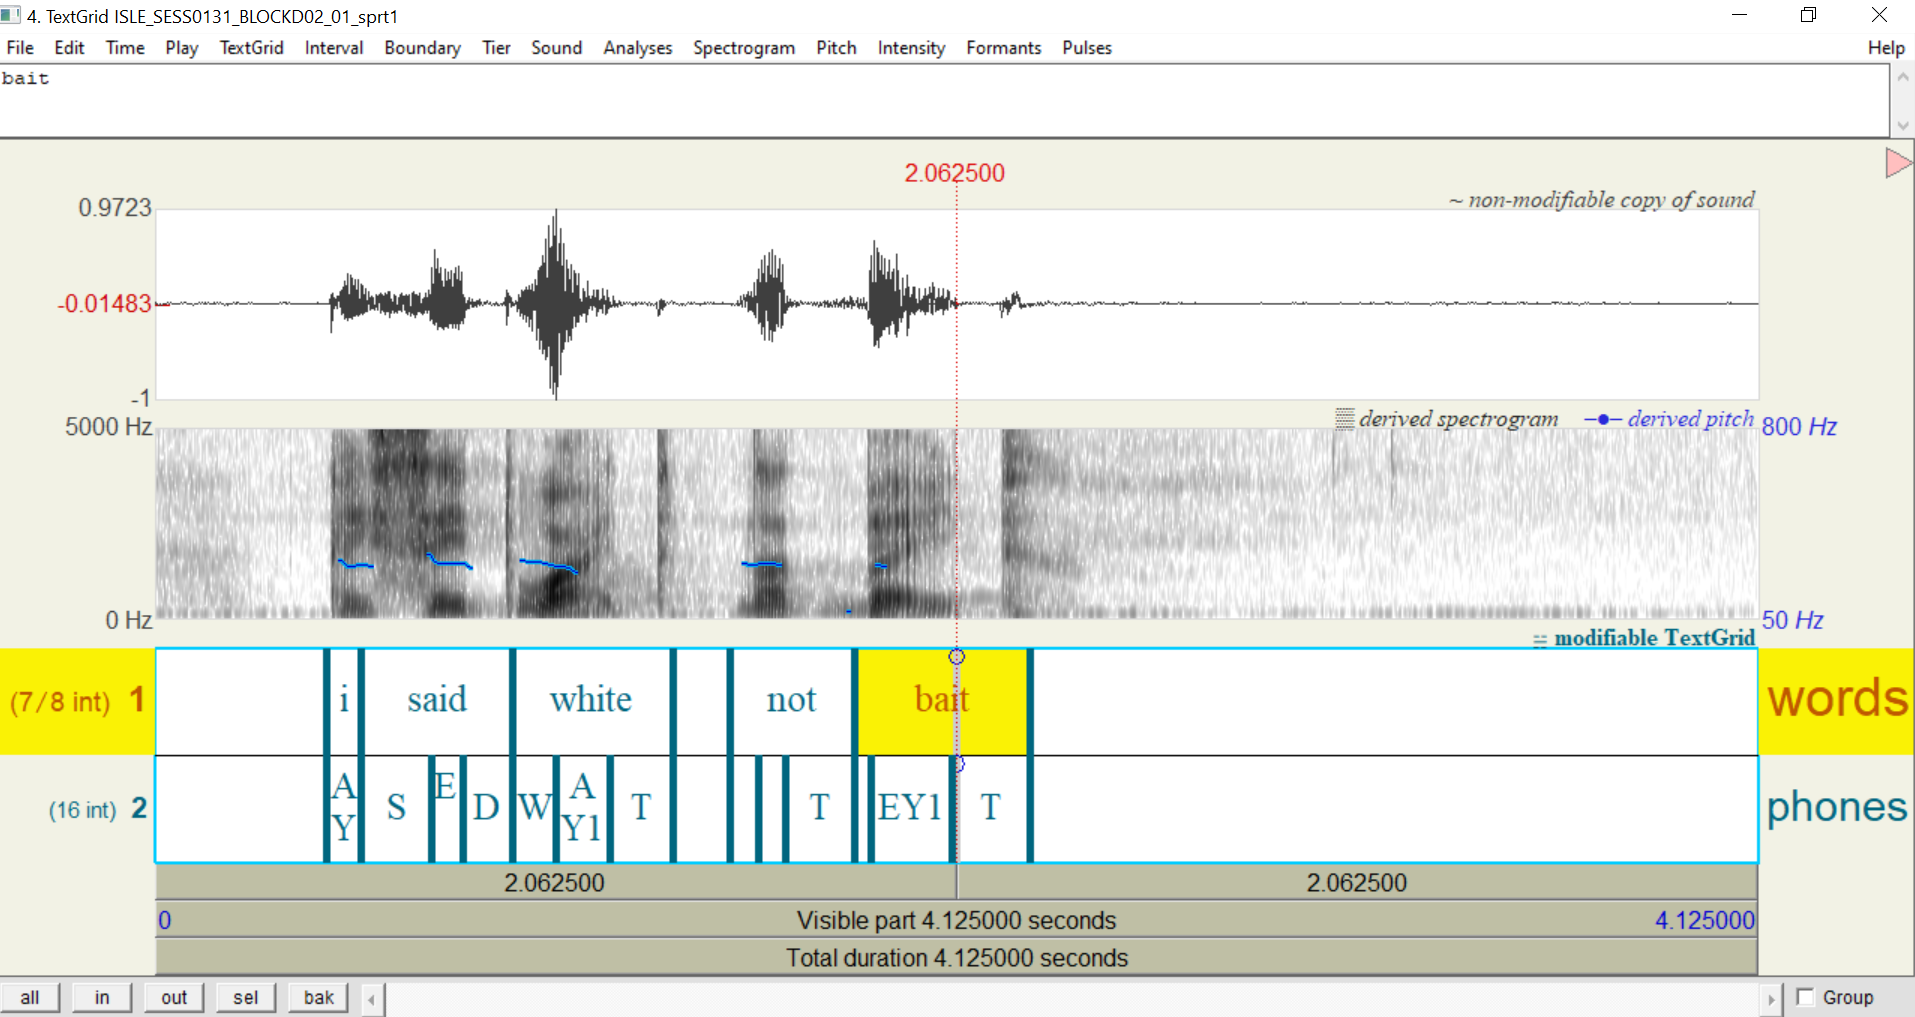 4. TextGrid ISLE_SESS0131_BLOCKD02_01_sprt1
File Edit Time Play TextGrid Interval Boundary Tier Sound Analyses Spectrogram Pitch Intensity Formants Pulses Help
bait
2.062500
0.9723
~ non-modifiable copy of sound
-0.01483
-1
5000 Hz
derived spectrogram
derived pitch
800 Hz
0 Hz
50 Hz
modifiable TextGrid
(7/8 int) 1
i said white not bait
words
(16 int) 2
AY S E D W AY1 T T EY1 T
phones
2.062500 2.062500
0 Visible part 4.125000 seconds 4.125000
Total duration 4.125000 seconds
all in out sel bak Group